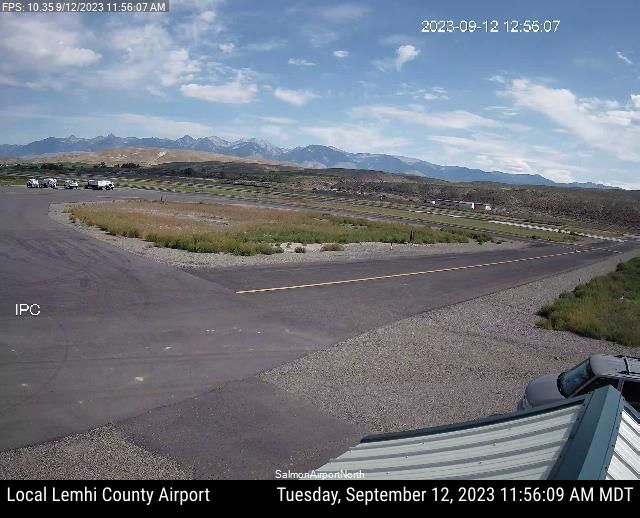 FPS: 10.35 9/12/2023 11:56:07 AM
2023-09-12 12:56:07
IPC
SalmonAirportNorth
Local Lemhi County Airport Tuesday, September 12, 2023 11:56:09 AM MDT